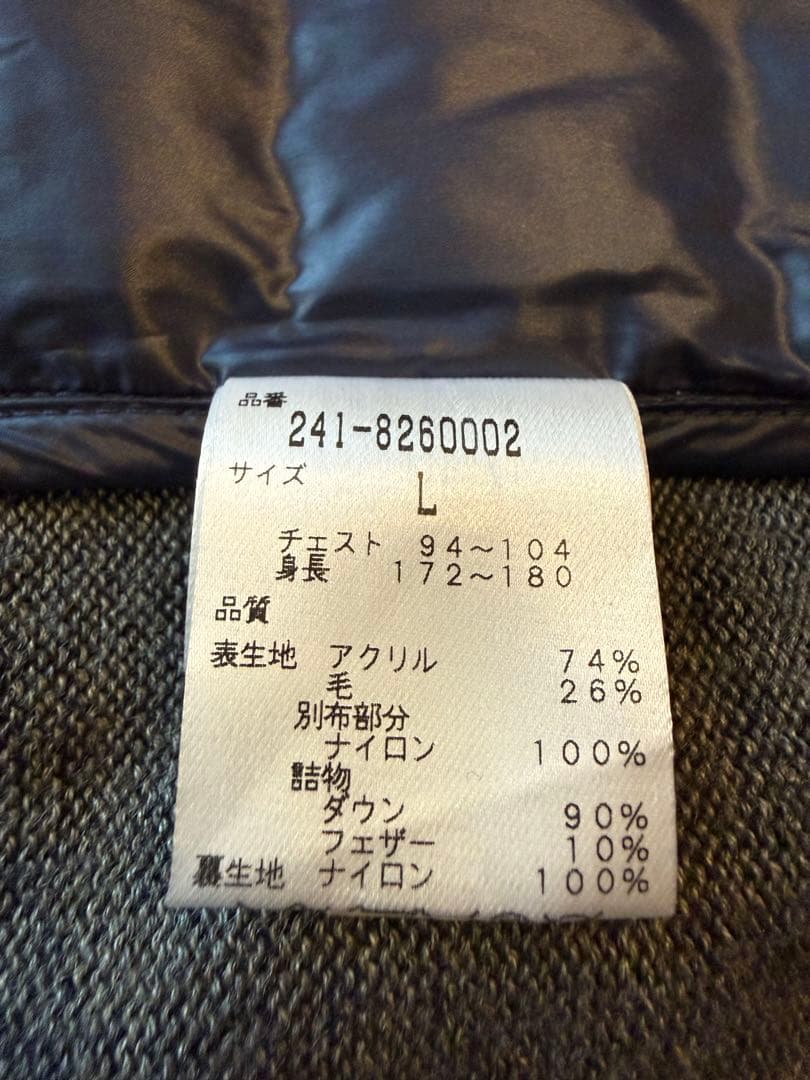 品番
241-8260002
サイズ
L
チェスト 94～104
身長 172～180
品質
表生地 アクリル 74%
毛 26%
別布部分
ナイロン 100%
詰物
ダウン 90%
フェザー 10%
裏生地 ナイロン 100%